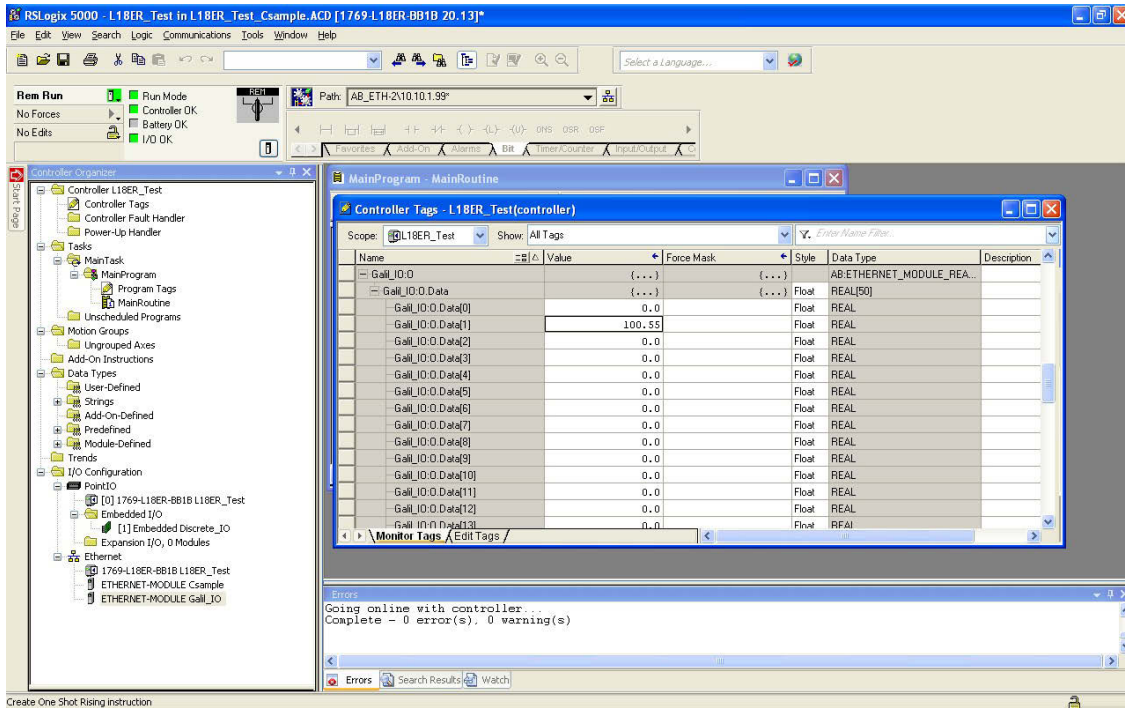 RSLogix 5000 - L18ER_Test in L18ER_Test_Csample.ACD [1769-L18ER-BB1B 20.13]*
File Edit View Search Logic Communications Tools Window Help
Select a Language...
Rem Run
Run Mode
REM
Path: AB_ETH-2\10.10.1.99*
No Forces
Controller OK
No Edits
Battery OK
I/O OK
ONS OSR OSF
Favorites Add-On Alarms Bit Timer/Counter Input/Output
Start Page
Controller Organizer
Controller L18ER_Test
Controller Tags
Controller Fault Handler
Power-Up Handler
Tasks
MainTask
MainProgram
Program Tags
MainRoutine
Unscheduled Programs
Motion Groups
Ungrouped Axes
Add-On Instructions
Data Types
User-Defined
Strings
Add-On-Defined
Predefined
Module-Defined
Trends
I/O Configuration
PointIO
[0] 1769-L18ER-BB1B L18ER_Test
Embedded I/O
[1] Embedded Discrete_IO
Expansion I/O, 0 Modules
Ethernet
1769-L18ER-BB1B L18ER_Test
ETHERNET-MODULE Csample
ETHERNET-MODULE Galil_IO
MainProgram - MainRoutine
Controller Tags - L18ER_Test(controller)
Scope: L18ER_Test Show: All Tags Enter Name Filter...
Name Value Force Mask Style Data Type Description
Galil_IO:O {...} {...} AB:ETHERNET_MODULE_REA...
Galil_IO:O.Data {...} {...} Float REAL[50]
Galil_IO:O.Data[0] 0.0 Float REAL
Galil_IO:O.Data[1] 100.55 Float REAL
Galil_IO:O.Data[2] 0.0 Float REAL
Galil_IO:O.Data[3] 0.0 Float REAL
Galil_IO:O.Data[4] 0.0 Float REAL
Galil_IO:O.Data[5] 0.0 Float REAL
Galil_IO:O.Data[6] 0.0 Float REAL
Galil_IO:O.Data[7] 0.0 Float REAL
Galil_IO:O.Data[8] 0.0 Float REAL
Galil_IO:O.Data[9] 0.0 Float REAL
Galil_IO:O.Data[10] 0.0 Float REAL
Galil_IO:O.Data[11] 0.0 Float REAL
Galil_IO:O.Data[12] 0.0 Float REAL
Galil_IO:O.Data[13] 0.0 Float REAL
Monitor Tags Edit Tags
Errors
Going online with controller...
Complete - 0 error(s), 0 warning(s)
Errors Search Results Watch
Create One Shot Rising instruction